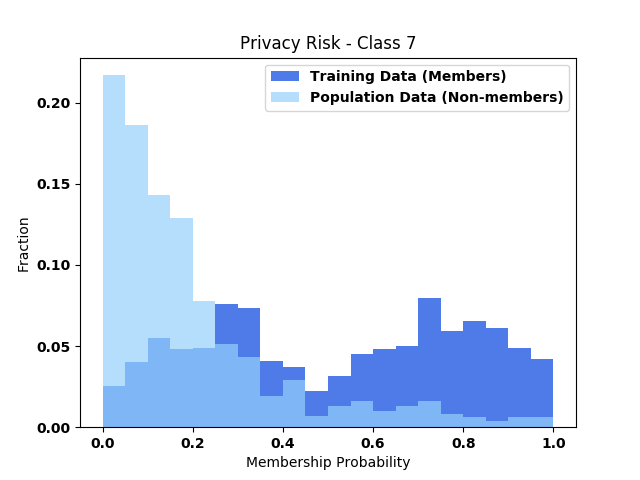 Privacy Risk - Class 7
Training Data (Members)
Population Data (Non-members)
Fraction
0.20
0.15
0.10
0.05
0.00
0.0 0.2 0.4 0.6 0.8 1.0
Membership Probability